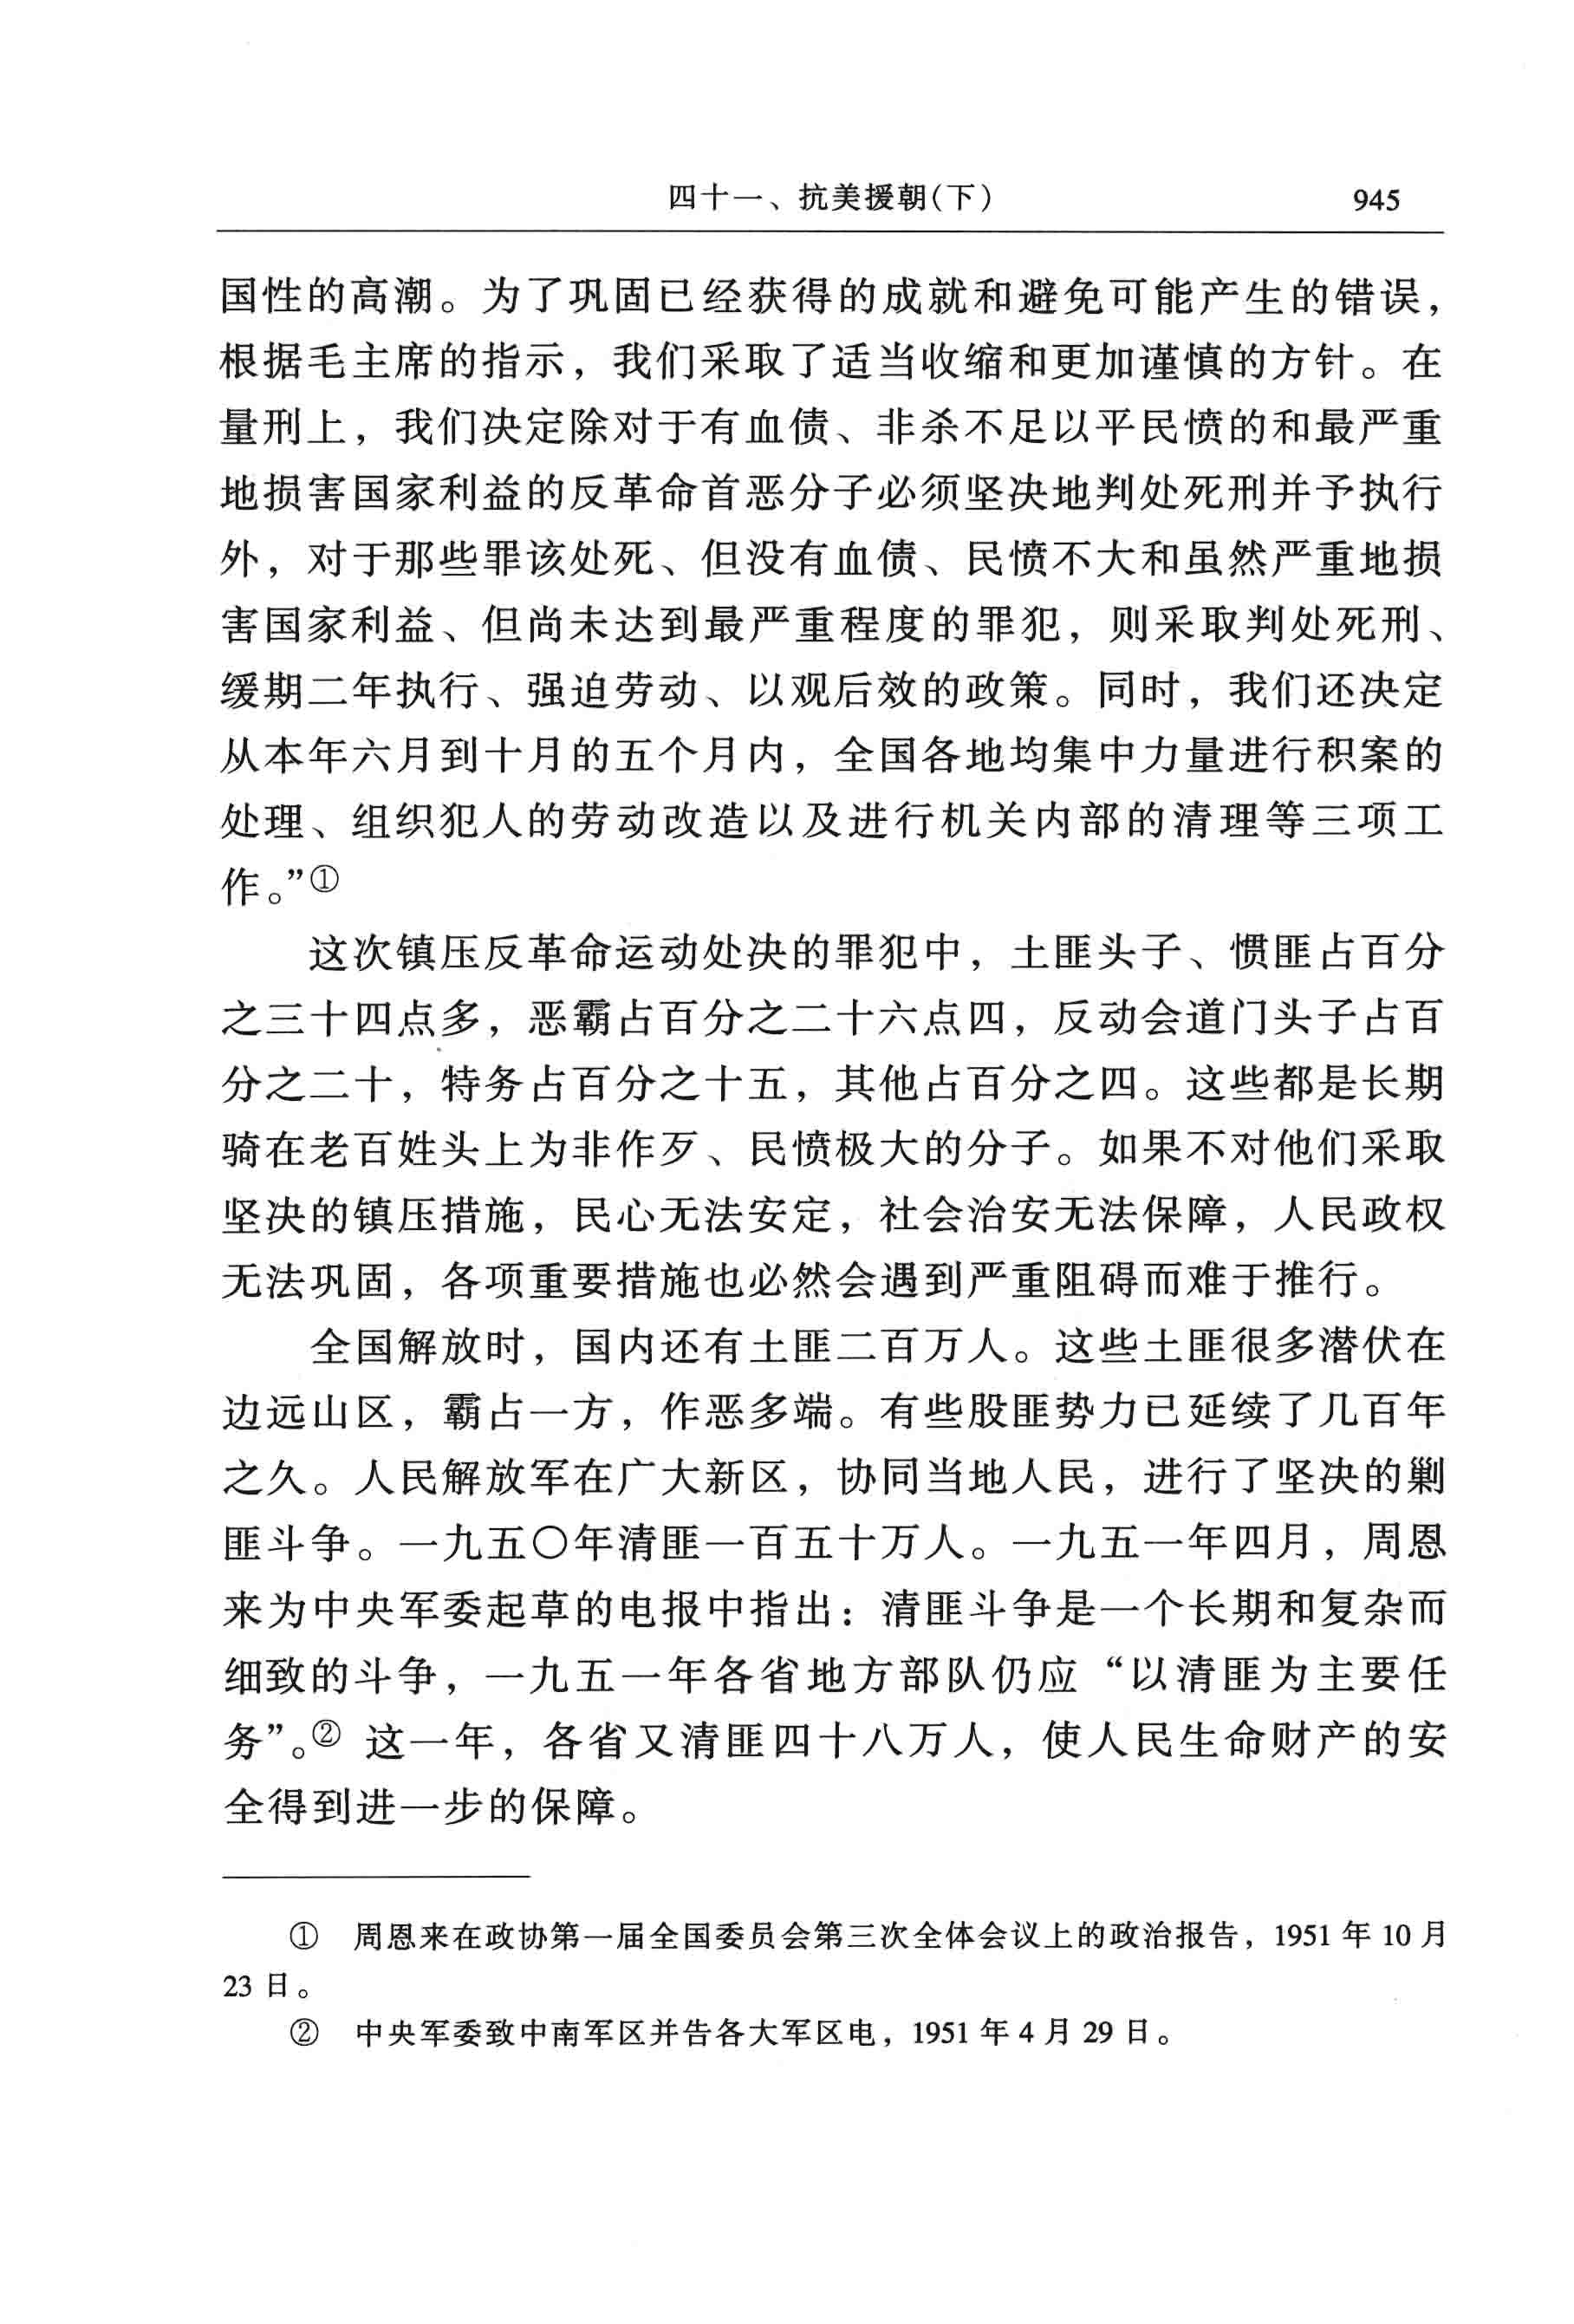 四十一、抗美援朝(下) 945
国性的高潮。为了巩固已经获得的成就和避免可能产生的错误，
根据毛主席的指示，我们采取了适当收缩和更加谨慎的方针。在
量刑上，我们决定除对于有血债、非杀不足以平民愤的和最严重
地损害国家利益的反革命首恶分子必须坚决地判处死刑并予执行
外，对于那些罪该处死、但没有血债、民愤不大和虽然严重地损
害国家利益、但尚未达到最严重程度的罪犯，则采取判处死刑、
缓期二年执行、强迫劳动、以观后效的政策。同时，我们还决定
从本年六月到十月的五个月内，全国各地均集中力量进行积案的
处理、组织犯人的劳动改造以及进行机关内部的清理等三项工
作。”①
这次镇压反革命运动处决的罪犯中，土匪头子、惯匪占百分
之三十四点多，恶霸占百分之二十六点四，反动会道门头子占百
分之二十，特务占百分之十五，其他占百分之四。这些都是长期
骑在老百姓头上为非作歹、民愤极大的分子。如果不对他们采取
坚决的镇压措施，民心无法安定，社会治安无法保障，人民政权
无法巩固，各项重要措施也必然会遇到严重阻碍而难于推行。
全国解放时，国内还有土匪二百万人。这些土匪很多潜伏在
边远山区，霸占一方，作恶多端。有些股匪势力已延续了几百年
之久。人民解放军在广大新区，协同当地人民，进行了坚决的剿
匪斗争。一九五〇年清匪一百五十万人。一九五一年四月，周恩
来为中央军委起草的电报中指出：清匪斗争是一个长期和复杂而
细致的斗争，一九五一年各省地方部队仍应“以清匪为主要任
务”。② 这一年，各省又清匪四十八万人，使人民生命财产的安
全得到进一步的保障。
① 周恩来在政协第一届全国委员会第三次全体会议上的政治报告，1951 年 10 月
23 日。
② 中央军委致中南军区并告各大军区电，1951 年 4 月 29 日。